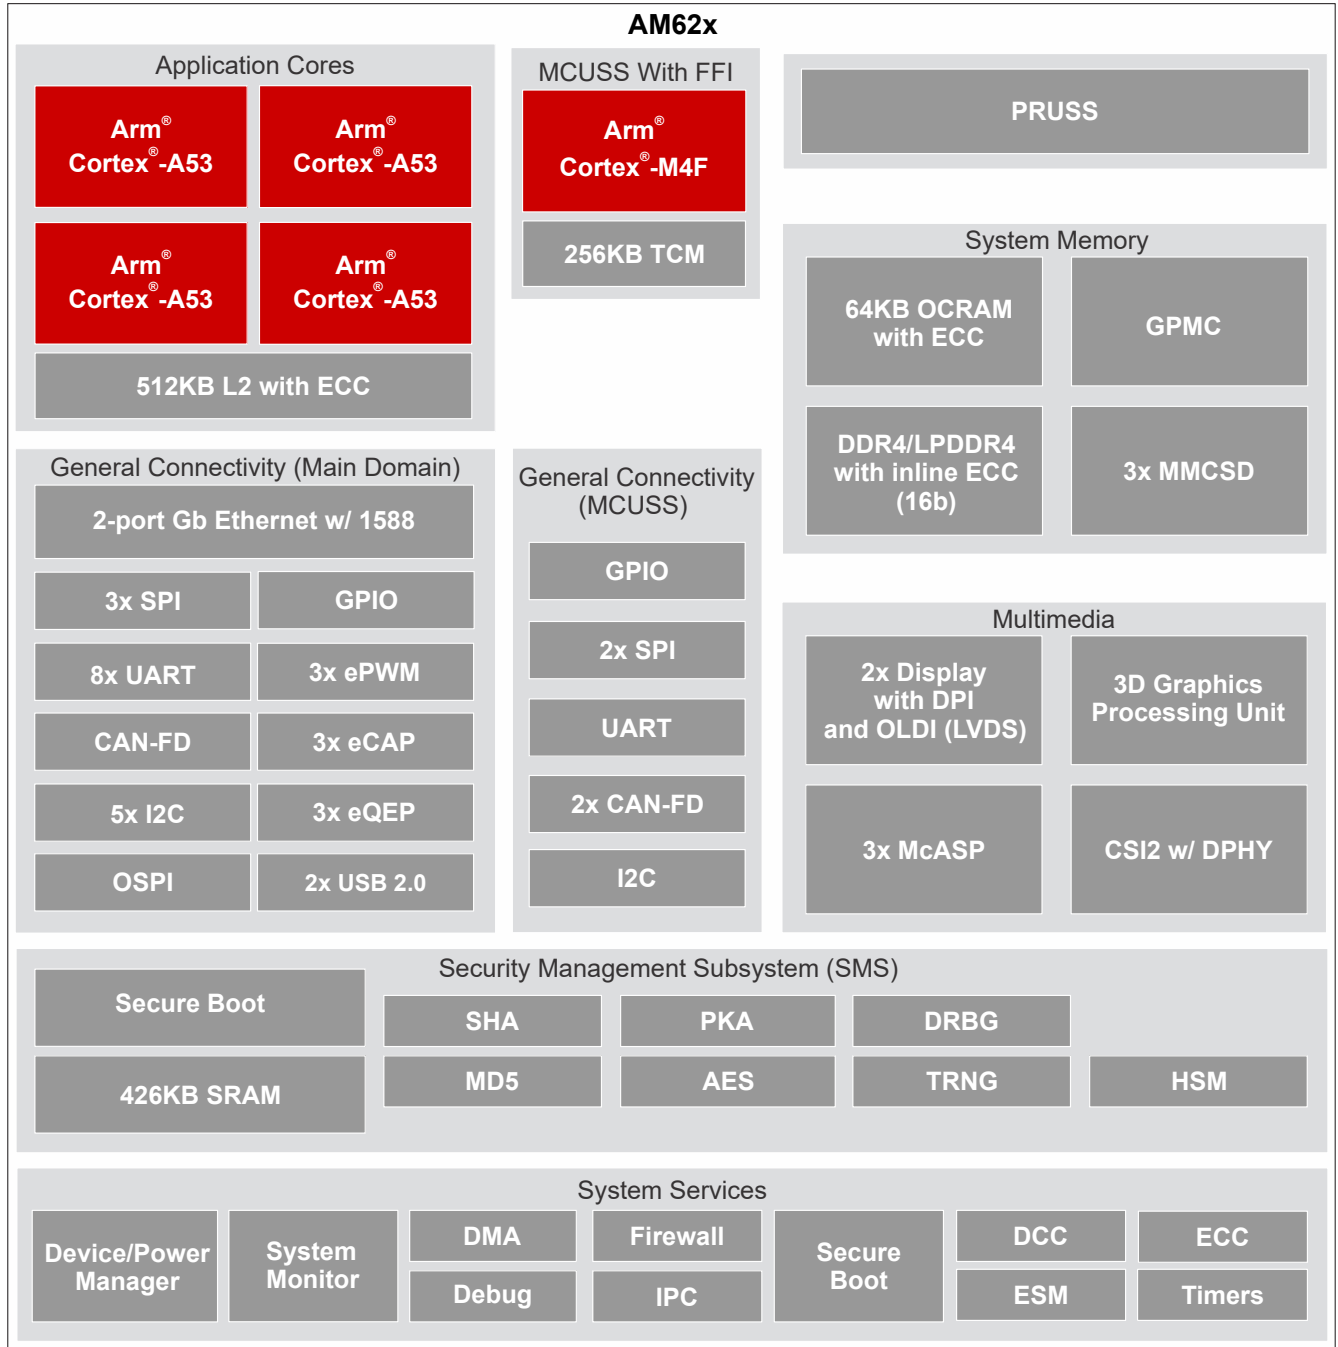 AM62x
Application Cores
Arm®
Cortex®-A53
Arm®
Cortex®-A53
Arm®
Cortex®-A53
Arm®
Cortex®-A53
512KB L2 with ECC
MCUSS With FFI
Arm®
Cortex®-M4F
256KB TCM
PRUSS
System Memory
64KB OCRAM
with ECC
GPMC
DDR4/LPDDR4
with inline ECC
(16b)
3x MMCSD
General Connectivity (Main Domain)
2-port Gb Ethernet w/ 1588
3x SPI
GPIO
8x UART
3x ePWM
CAN-FD
3x eCAP
5x I2C
3x eQEP
OSPI
2x USB 2.0
General Connectivity
(MCUSS)
GPIO
2x SPI
UART
2x CAN-FD
I2C
Multimedia
2x Display
with DPI
and OLDI (LVDS)
3D Graphics
Processing Unit
3x McASP
CSI2 w/ DPHY
Security Management Subsystem (SMS)
Secure Boot
SHA
PKA
DRBG
426KB SRAM
MD5
AES
TRNG
HSM
System Services
Device/Power
Manager
System
Monitor
DMA
Debug
Firewall
IPC
Secure
Boot
DCC
ESM
ECC
Timers